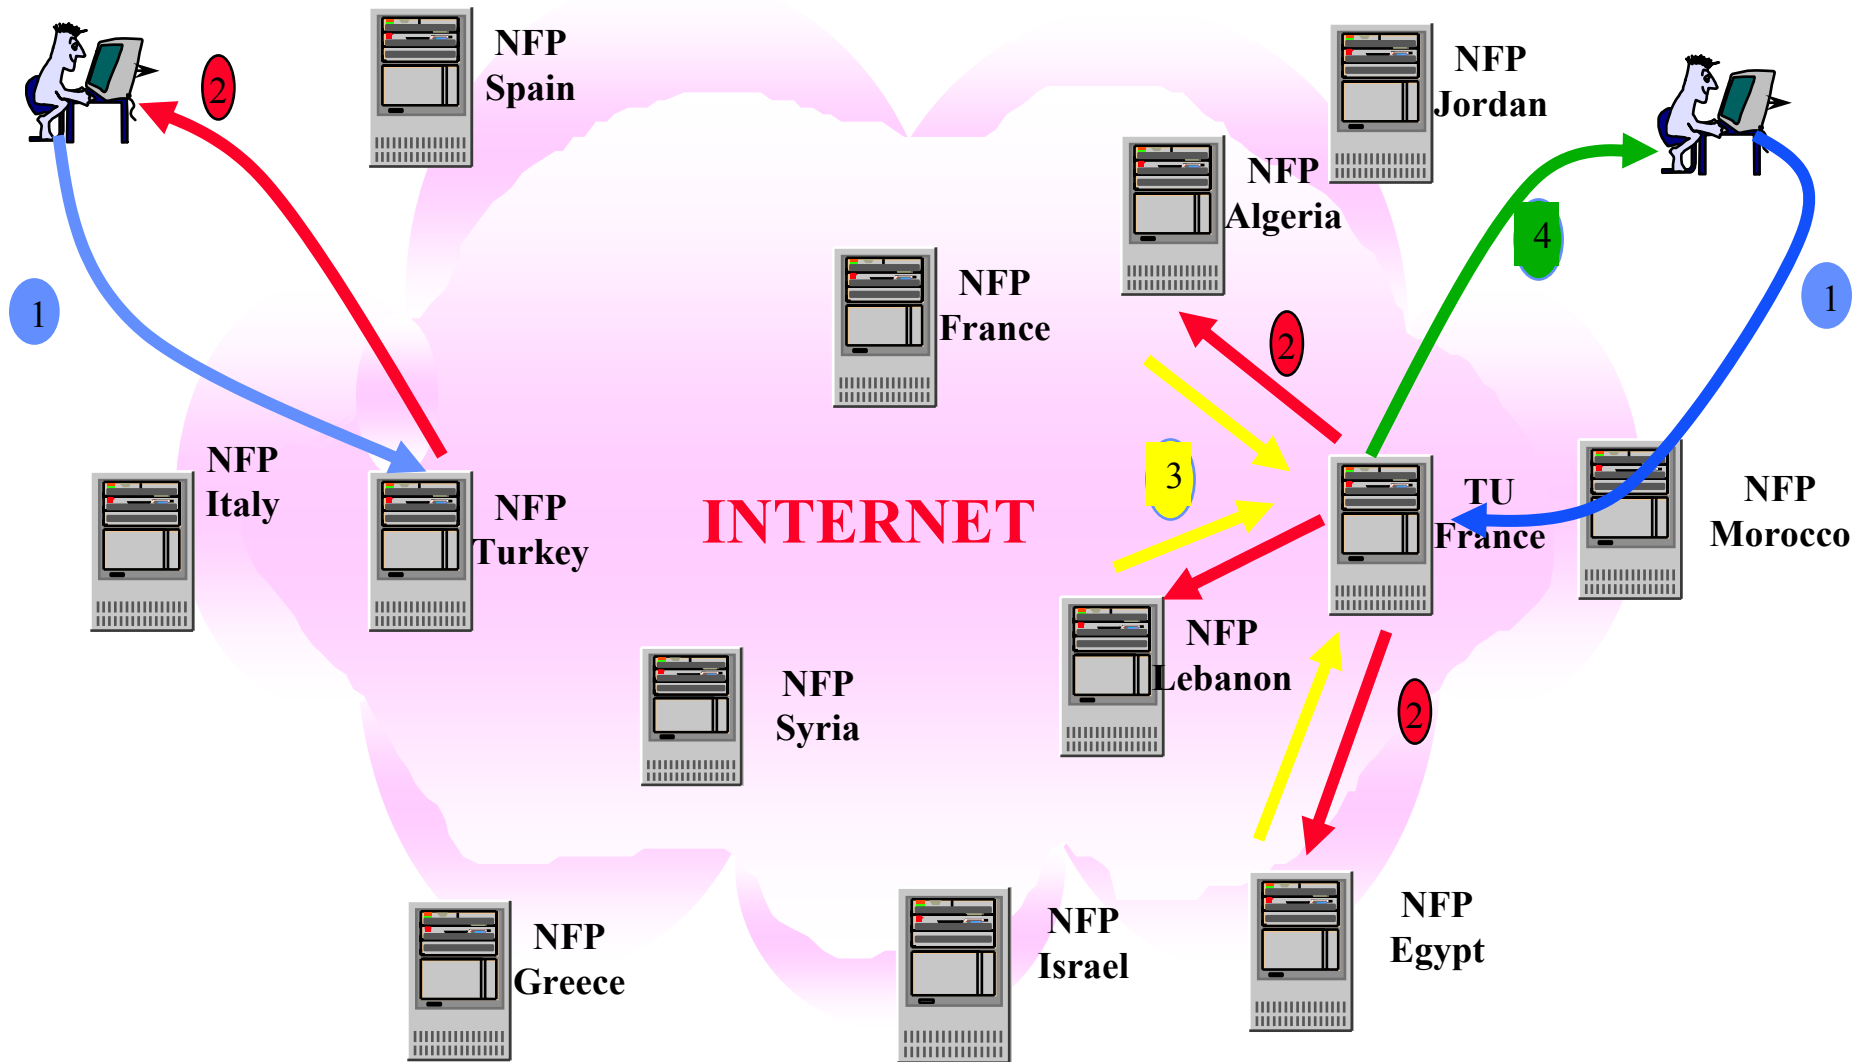 NFP
Spain
2
NFP
Jordan
NFP
Algeria
4
1
1
NFP
France
2
NFP
Italy
3
NFP
Turkey
INTERNET
TU
France
NFP
Morocco
NFP
Lebanon
NFP
Syria
2
NFP
Greece
NFP
Israel
NFP
Egypt